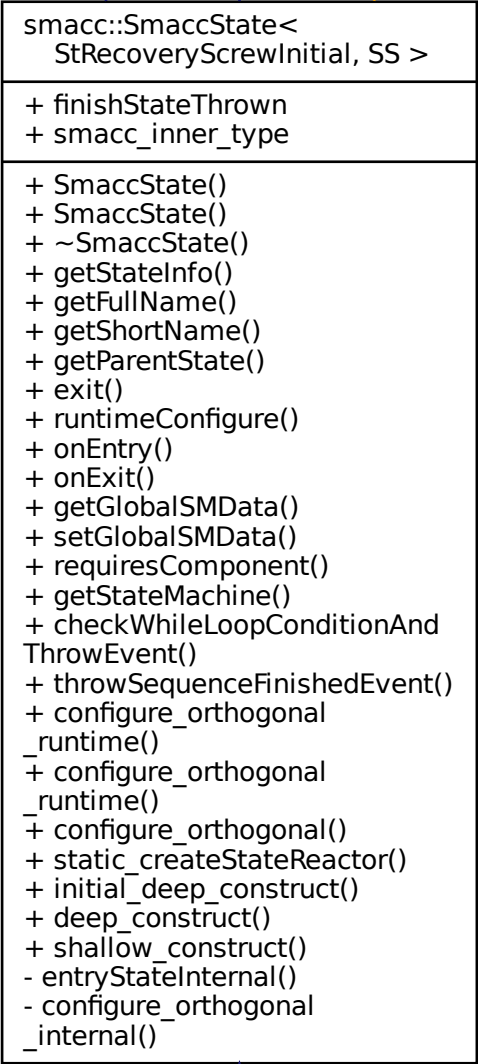 smacc::SmaccState<
StRecoveryScrewInitial, SS >
+ finishStateThrown
+ smacc_inner_type
+ SmaccState()
+ SmaccState()
+ ~SmaccState()
+ getStateInfo()
+ getFullName()
+ getShortName()
+ getParentState()
+ exit()
+ runtimeConfigure()
+ onEntry()
+ onExit()
+ getGlobalSMData()
+ setGlobalSMData()
+ requiresComponent()
+ getStateMachine()
+ checkWhileLoopConditionAnd
ThrowEvent()
+ throwSequenceFinishedEvent()
+ configure_orthogonal
_runtime()
+ configure_orthogonal
_runtime()
+ configure_orthogonal()
+ static_createStateReactor()
+ initial_deep_construct()
+ deep_construct()
+ shallow_construct()
- entryStateInternal()
- configure_orthogonal
_internal()